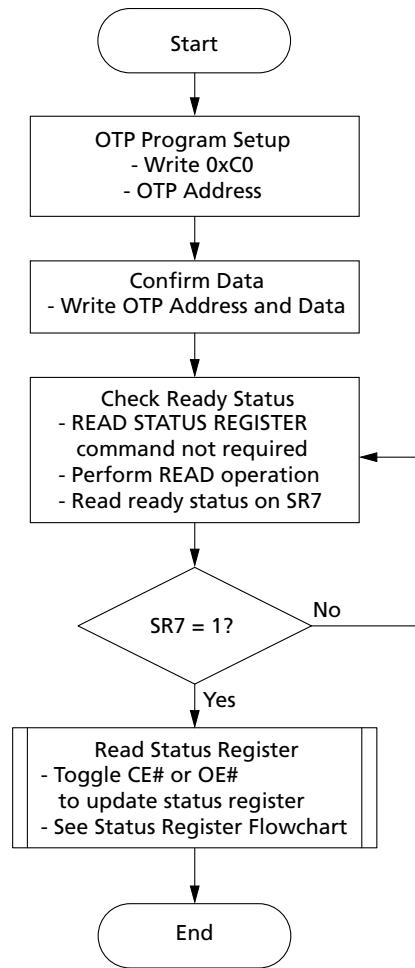 Start
OTP Program Setup
- Write 0xC0
- OTP Address
Confirm Data
- Write OTP Address and Data
Check Ready Status
- READ STATUS REGISTER
command not required
- Perform READ operation
- Read ready status on SR7
No
SR7 = 1?
Yes
Read Status Register
- Toggle CE# or OE#
to update status register
- See Status Register Flowchart
End